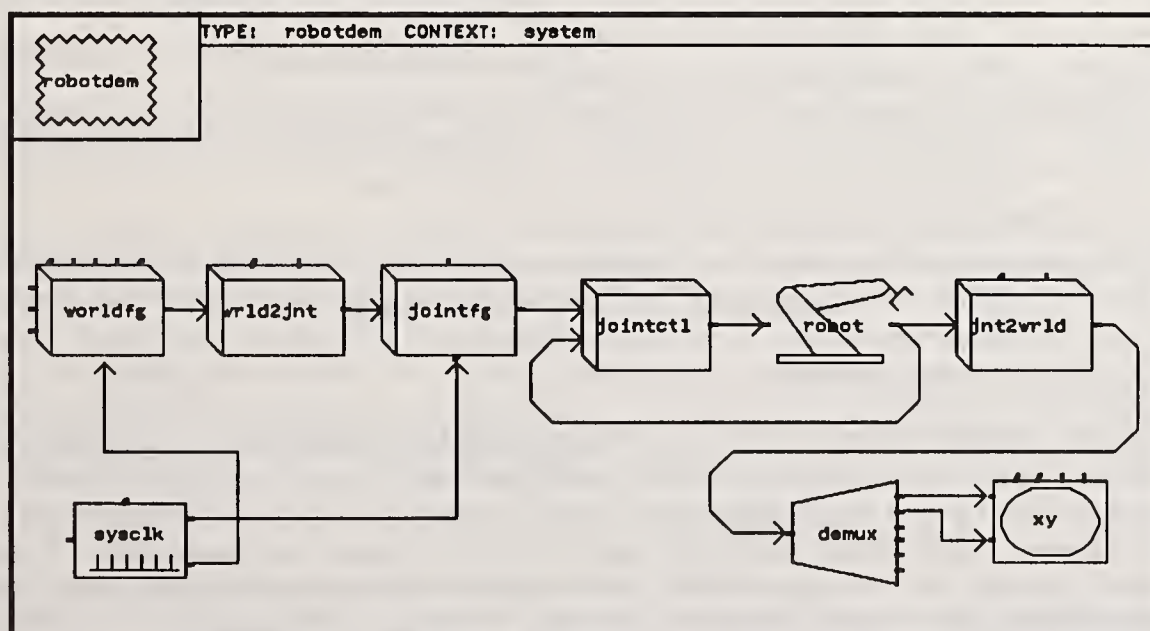 TYPE: robotdem CONTEXT: system
robotdem
worldfg
wrld2jnt
jointfg
jointctl
robot
jnt2wrld
sysclk
demux
xy